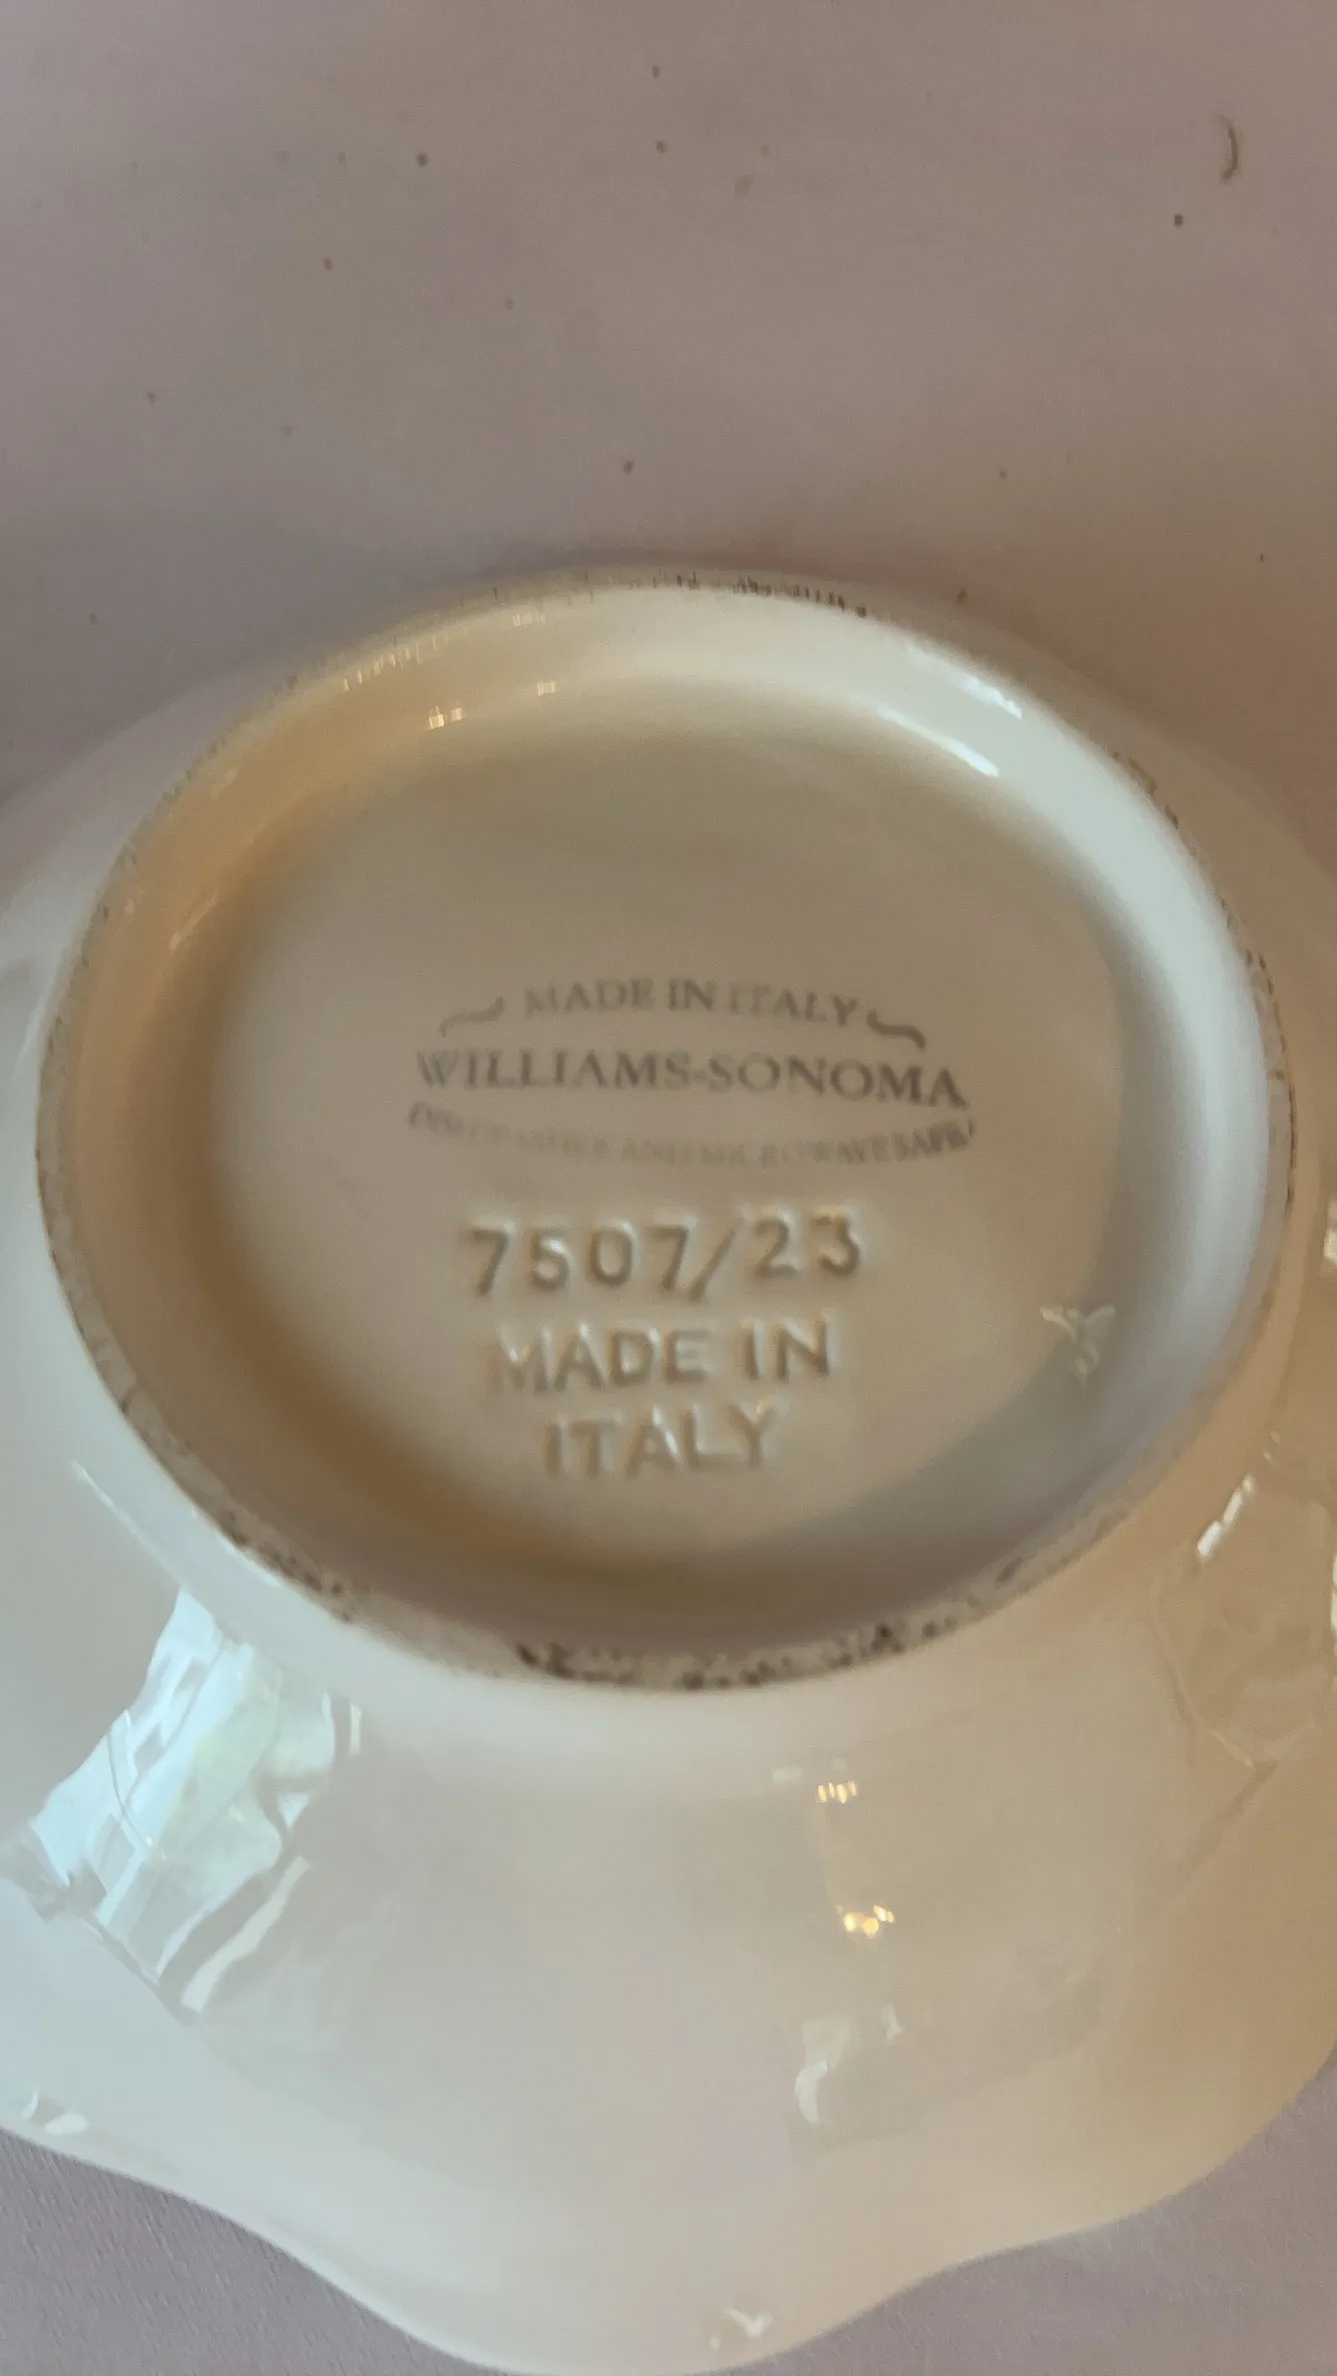 MADE IN ITALY
WILLIAMS-SONOMA
DISHWASHER AND MICROWAVE SAFE
7507/23
MADE IN
ITALY